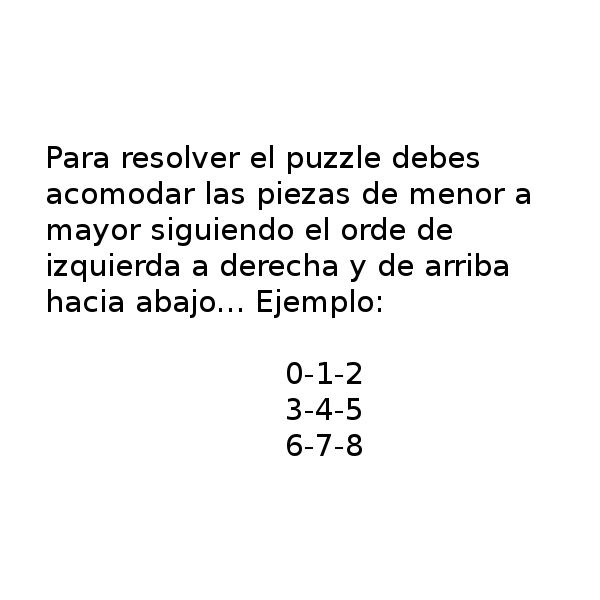 Para resolver el puzzle debes
acomodar las piezas de menor a
mayor siguiendo el orde de
izquierda a derecha y de arriba
hacia abajo... Ejemplo:
0-1-2
3-4-5
6-7-8